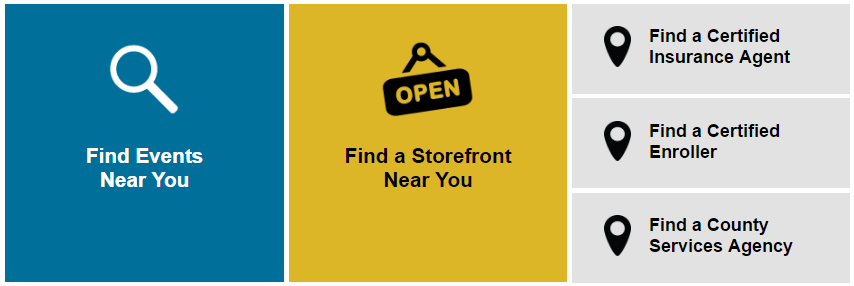 Find Events
Near You
OPEN
Find a Storefront
Near You
Find a Certified
Insurance Agent
Find a Certified
Enroller
Find a County
Services Agency